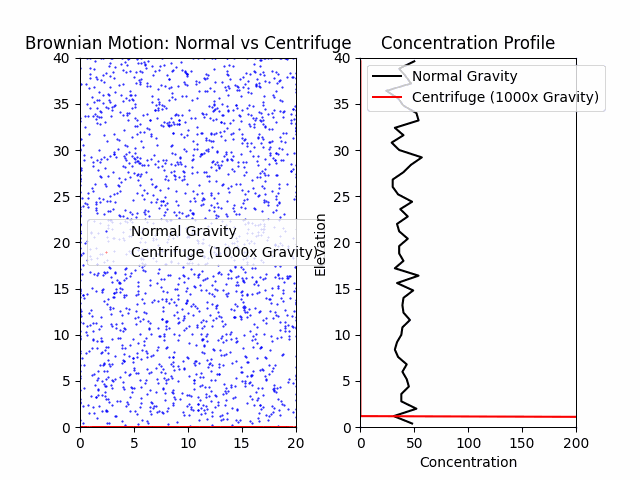 Brownian Motion: Normal vs Centrifuge
40
35
30
25
20
15
10
5
0
0 5 10 15 20
Normal Gravity
Centrifuge (1000x Gravity)
Concentration Profile
Elevation
40
35
30
25
20
15
10
5
0
0 50 100 150 200
Concentration
Normal Gravity
Centrifuge (1000x Gravity)